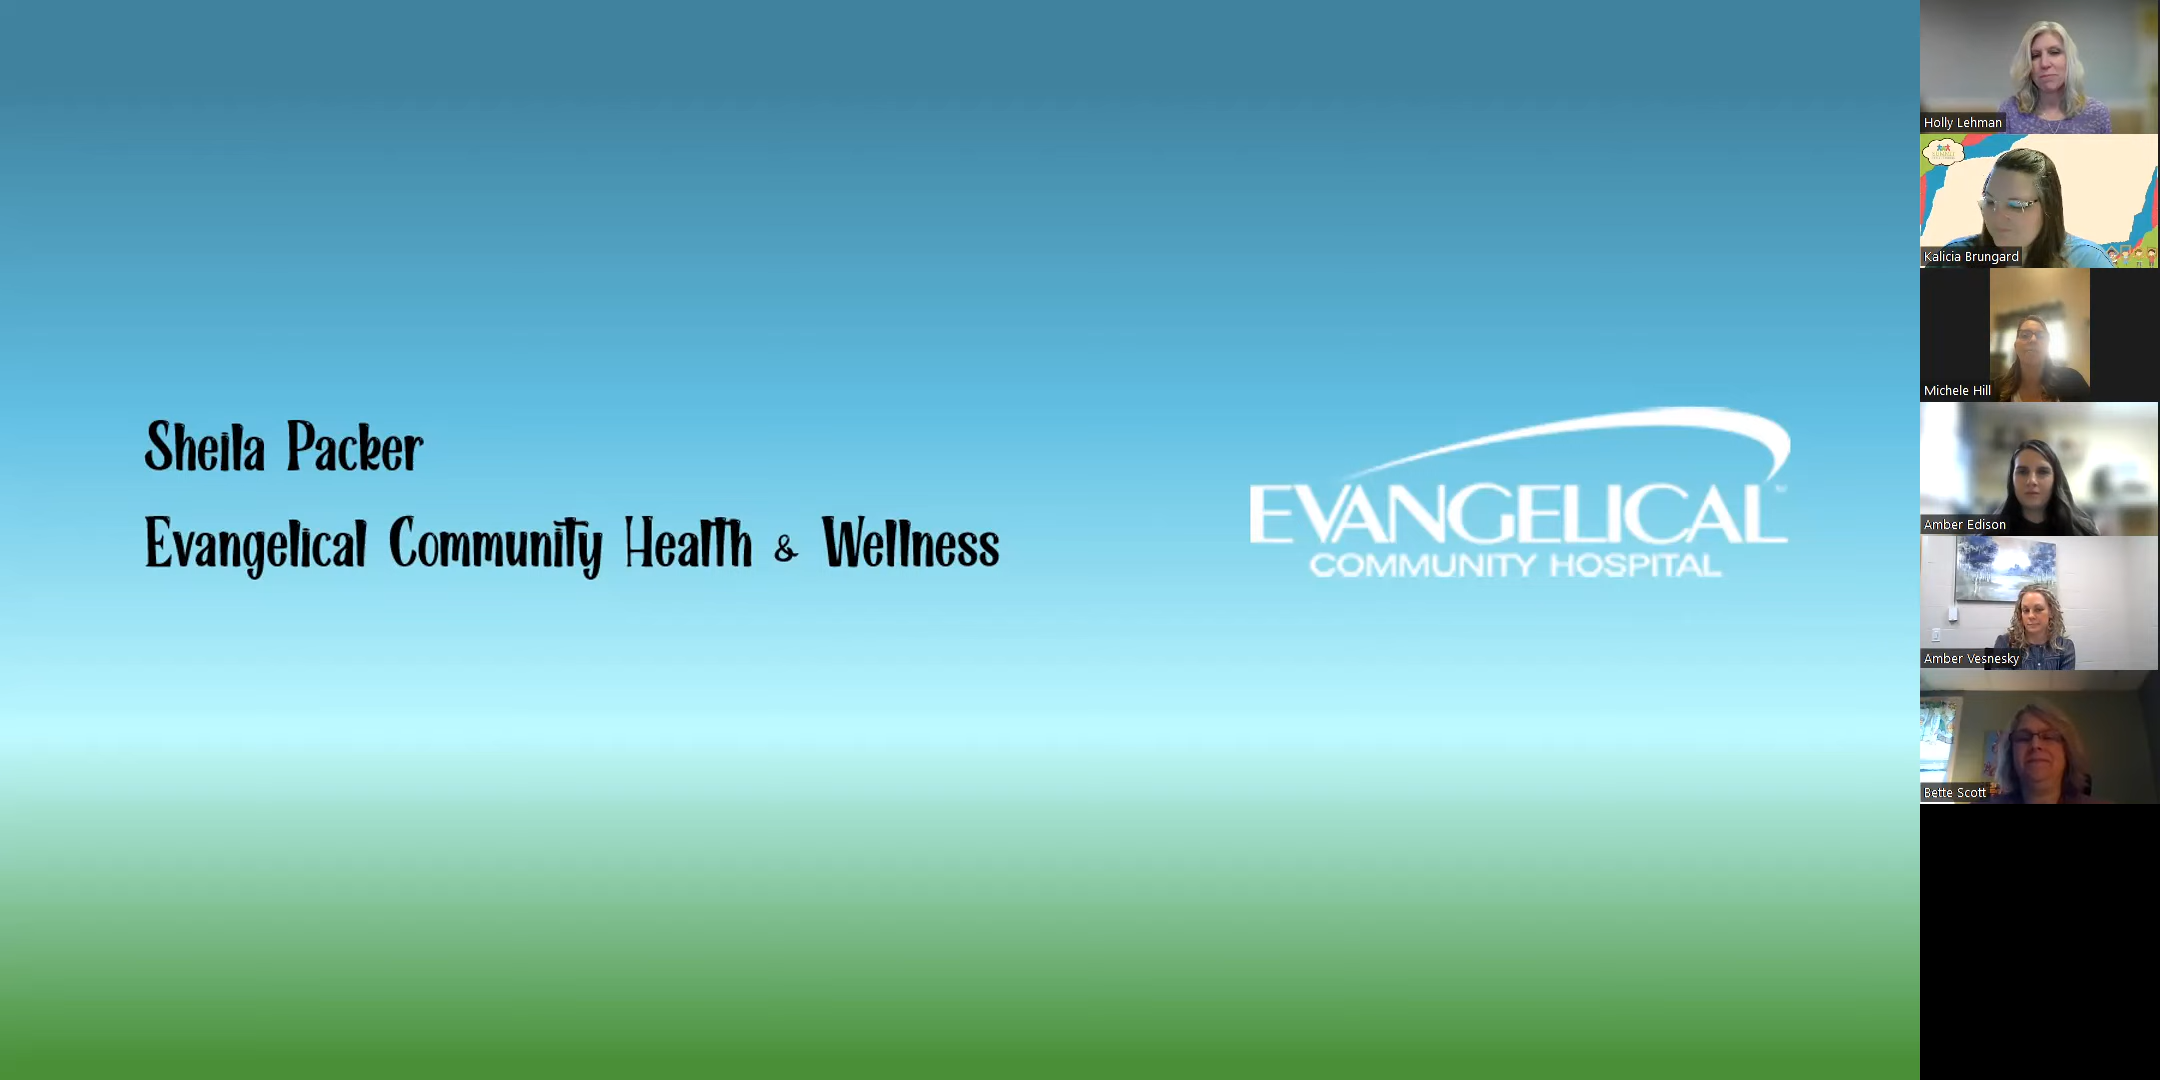 Sheila Packer
Evangelical Community Health & Wellness
EVANGELICAL
COMMUNITY HOSPITAL
Holly Lehman
Kalicia Brungard
Michele Hill
Amber Edison
Amber Vesnesky
Bette Scott